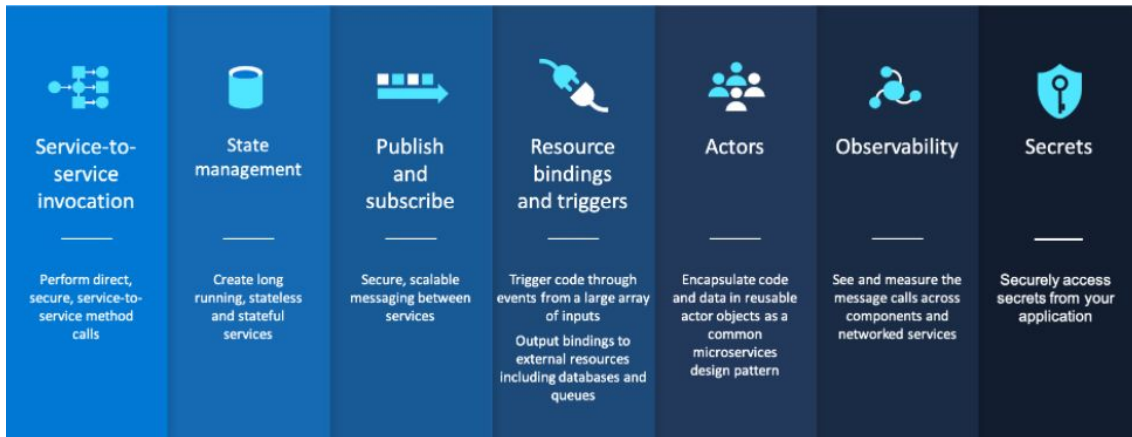 Service-to-
service
invocation
Perform direct,
secure, service-to-
service method
calls
State
management
Create long
running, stateless
and stateful
services
Publish
and
subscribe
Secure, scalable
messaging between
services
Resource
bindings
and triggers
Trigger code through
events from a large array
of inputs
Output bindings to
external resources
including databases and
queues
Actors
Encapsulate code
and data in reusable
actor objects as a
common
microservices
design pattern
Observability
See and measure the
message calls across
components and
networked services
Secrets
Securely access
secrets from your
application